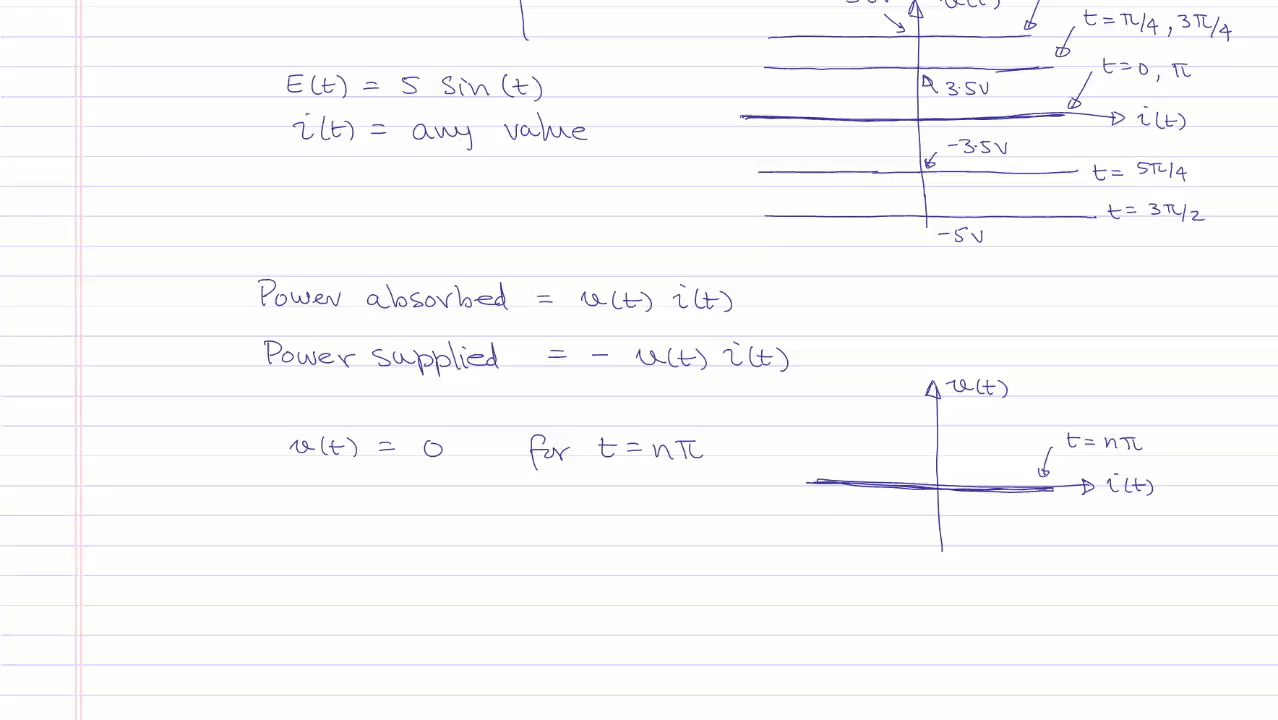 v(t)
t = π/4 , 3π/4
t = 0 , π
3.5V
E(t) = 5 Sin(t)
i(t) = any value
i(t)
-3.5V
t = 5π/4
t = 3π/2
-5V
Power absorbed = v(t) i(t)
Power supplied = - v(t) i(t)
v(t)
v(t) = 0 for t = nπ
t = nπ
i(t)